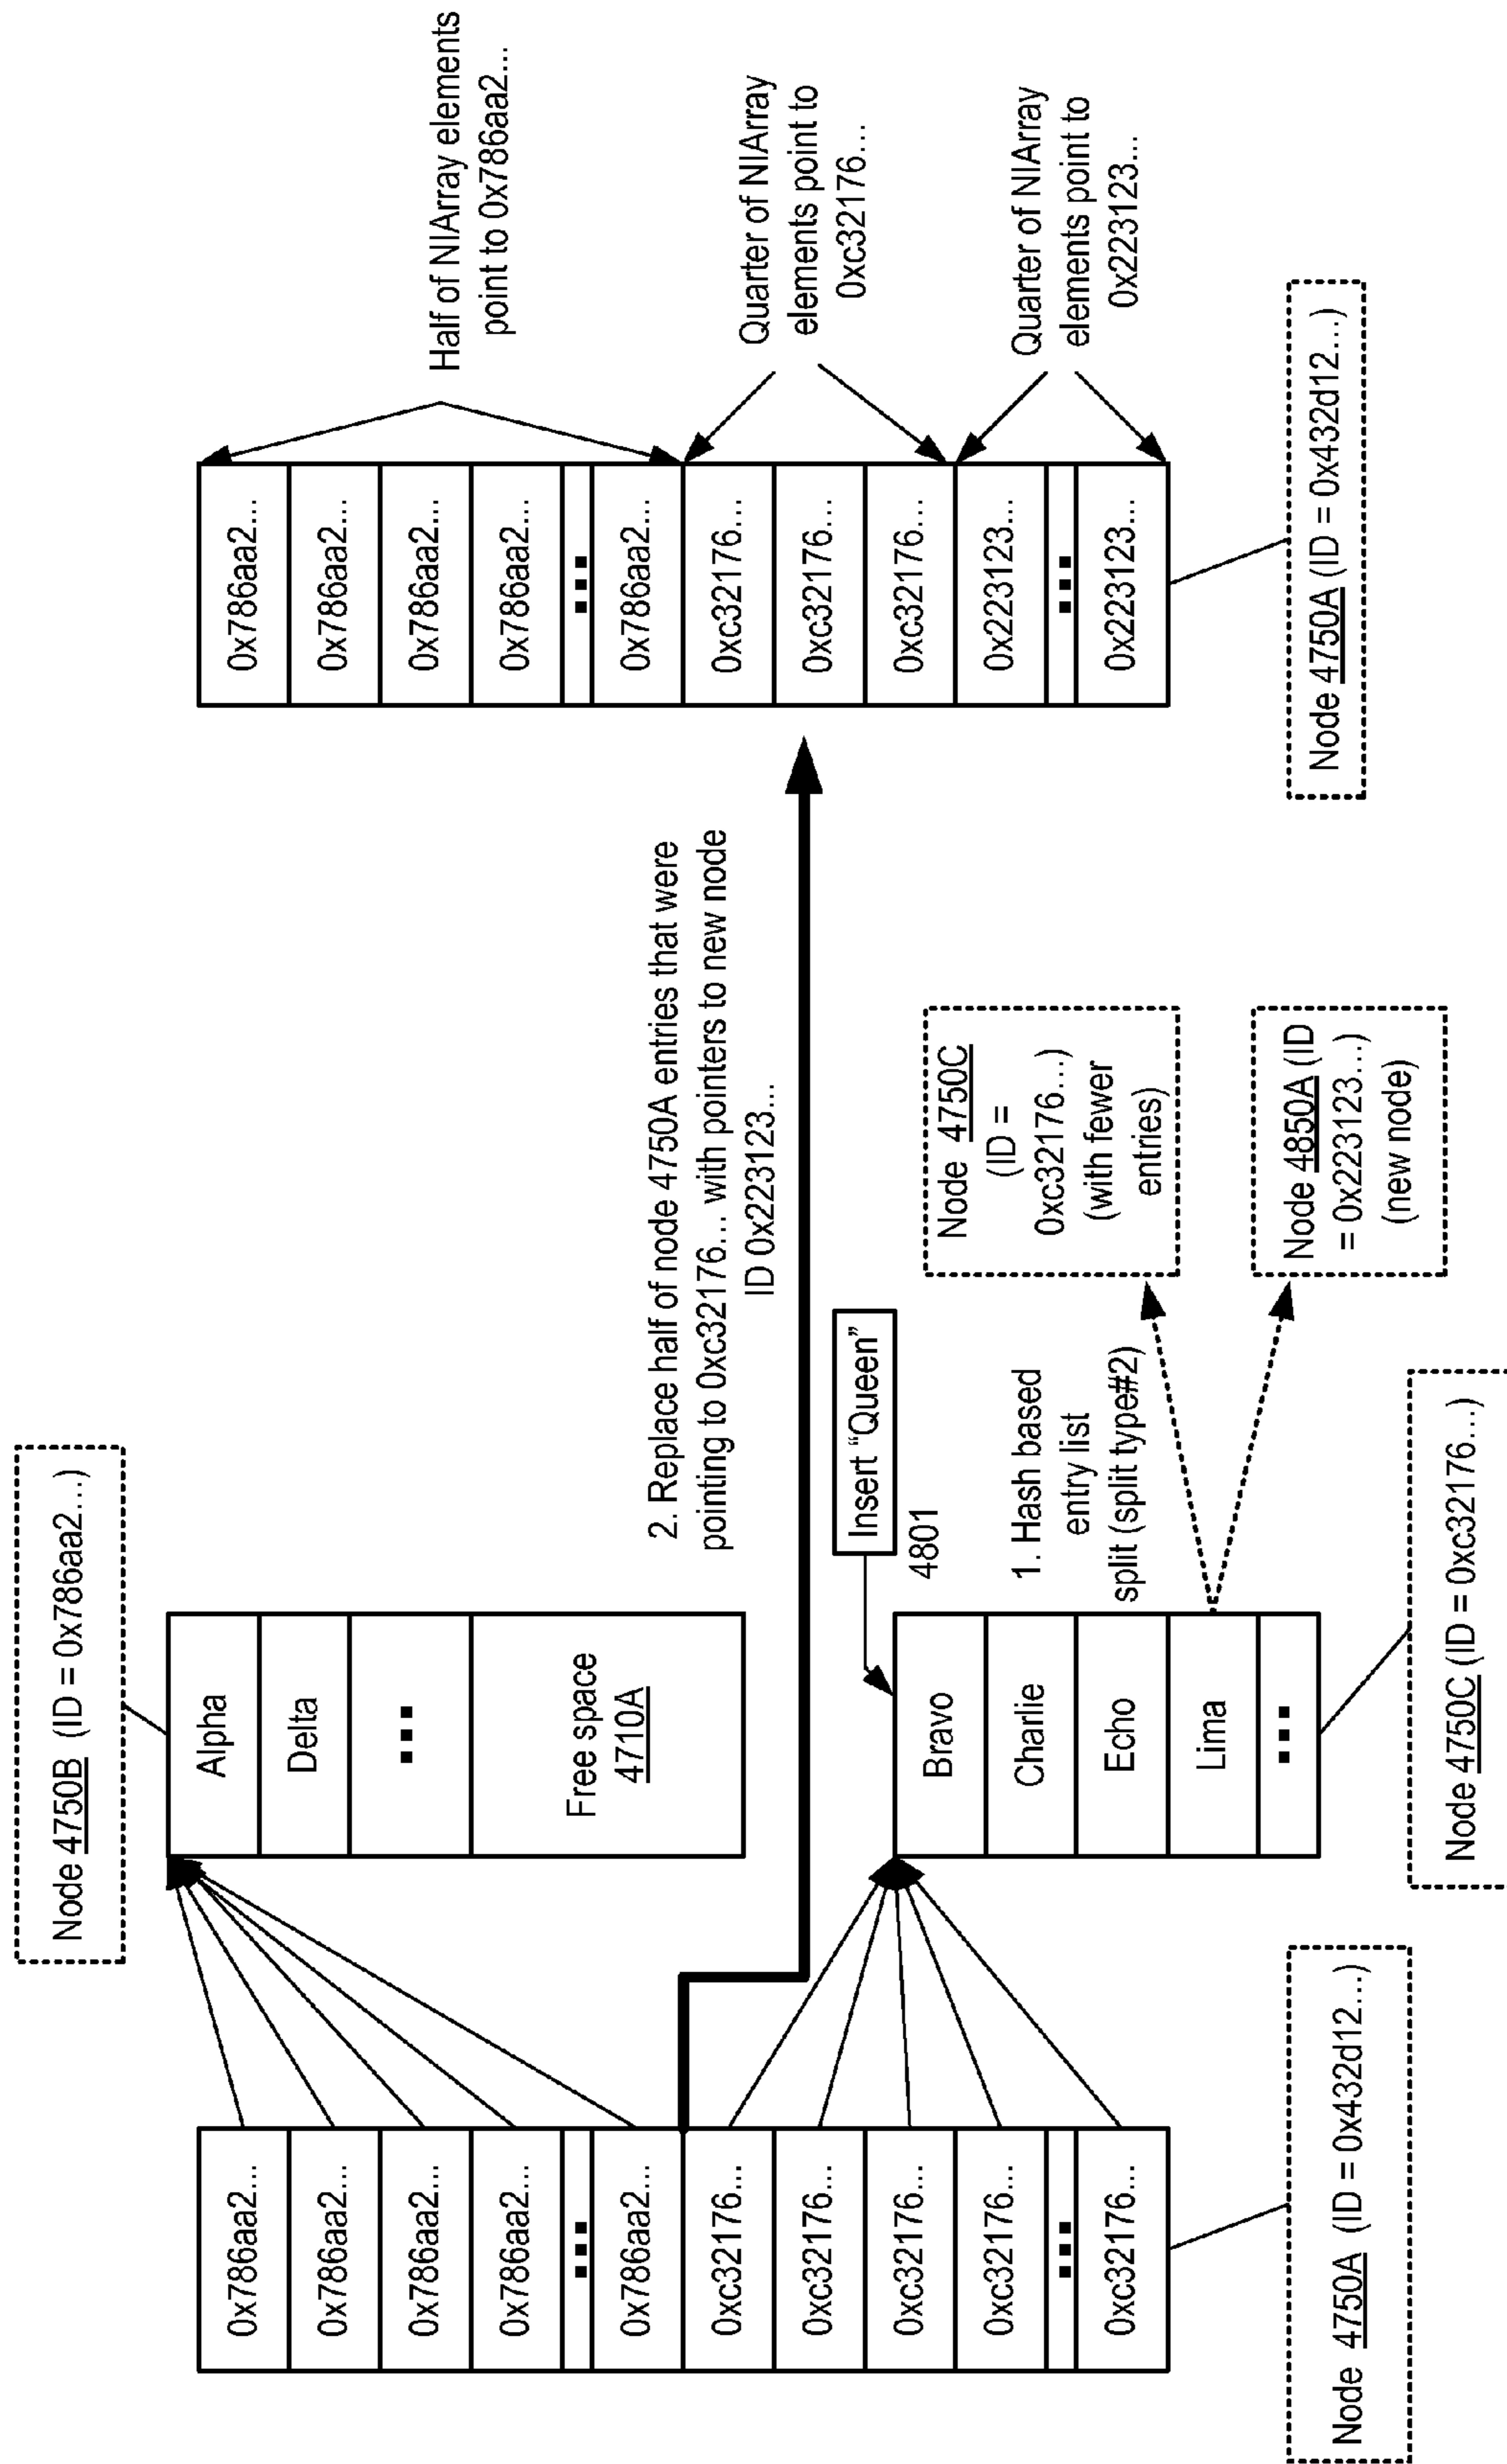 Node 4750B (ID = 0x786aa2...)
0x786aa2...
0x786aa2...
0x786aa2...
0x786aa2...
...
0x786aa2...
0xc32176...
0xc32176...
0xc32176...
0xc32176...
...
0xc32176...
Node 4750A (ID = 0x432d12...)
Alpha
Delta
...
Free space
4710A
Bravo
Charlie
Echo
Lima
...
Node 4750C (ID = 0xc32176...)
Insert “Queen”
4801
1. Hash based
entry list
split (split type#2)
2. Replace half of node 4750A entries that were
pointing to 0xc32176... with pointers to new node
ID 0x223123...
Node 4750C
(ID =
0xc32176...)
(with fewer
entries)
Node 4850A (ID
= 0x223123...)
(new node)
0x786aa2...
0x786aa2...
0x786aa2...
0x786aa2...
...
0x786aa2...
0xc32176...
0xc32176...
0xc32176...
0x223123...
...
0x223123...
Node 4750A (ID = 0x432d12...)
Half of NIArray elements
point to 0x786aa2...
Quarter of NIArray
elements point to
0xc32176...
Quarter of NIArray
elements point to
0x223123...